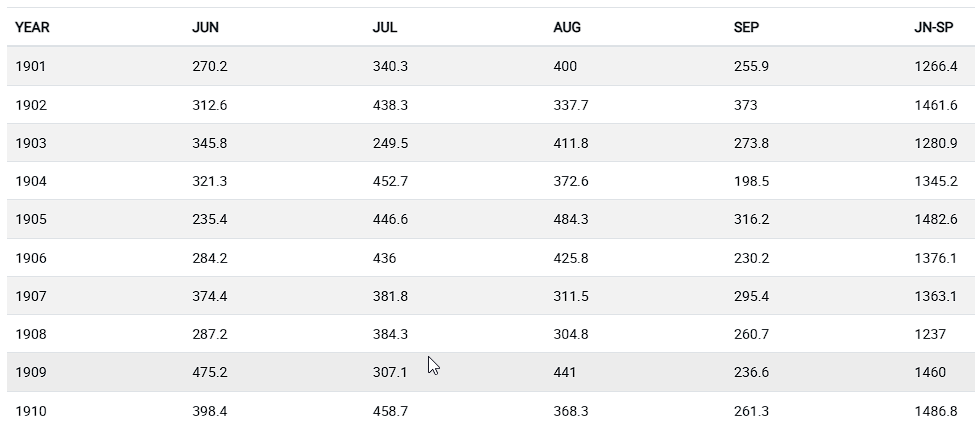 YEAR JUN JUL AUG SEP JN-SP
1901 270.2 340.3 400 255.9 1266.4
1902 312.6 438.3 337.7 373 1461.6
1903 345.8 249.5 411.8 273.8 1280.9
1904 321.3 452.7 372.6 198.5 1345.2
1905 235.4 446.6 484.3 316.2 1482.6
1906 284.2 436 425.8 230.2 1376.1
1907 374.4 381.8 311.5 295.4 1363.1
1908 287.2 384.3 304.8 260.7 1237
1909 475.2 307.1 441 236.6 1460
1910 398.4 458.7 368.3 261.3 1486.8